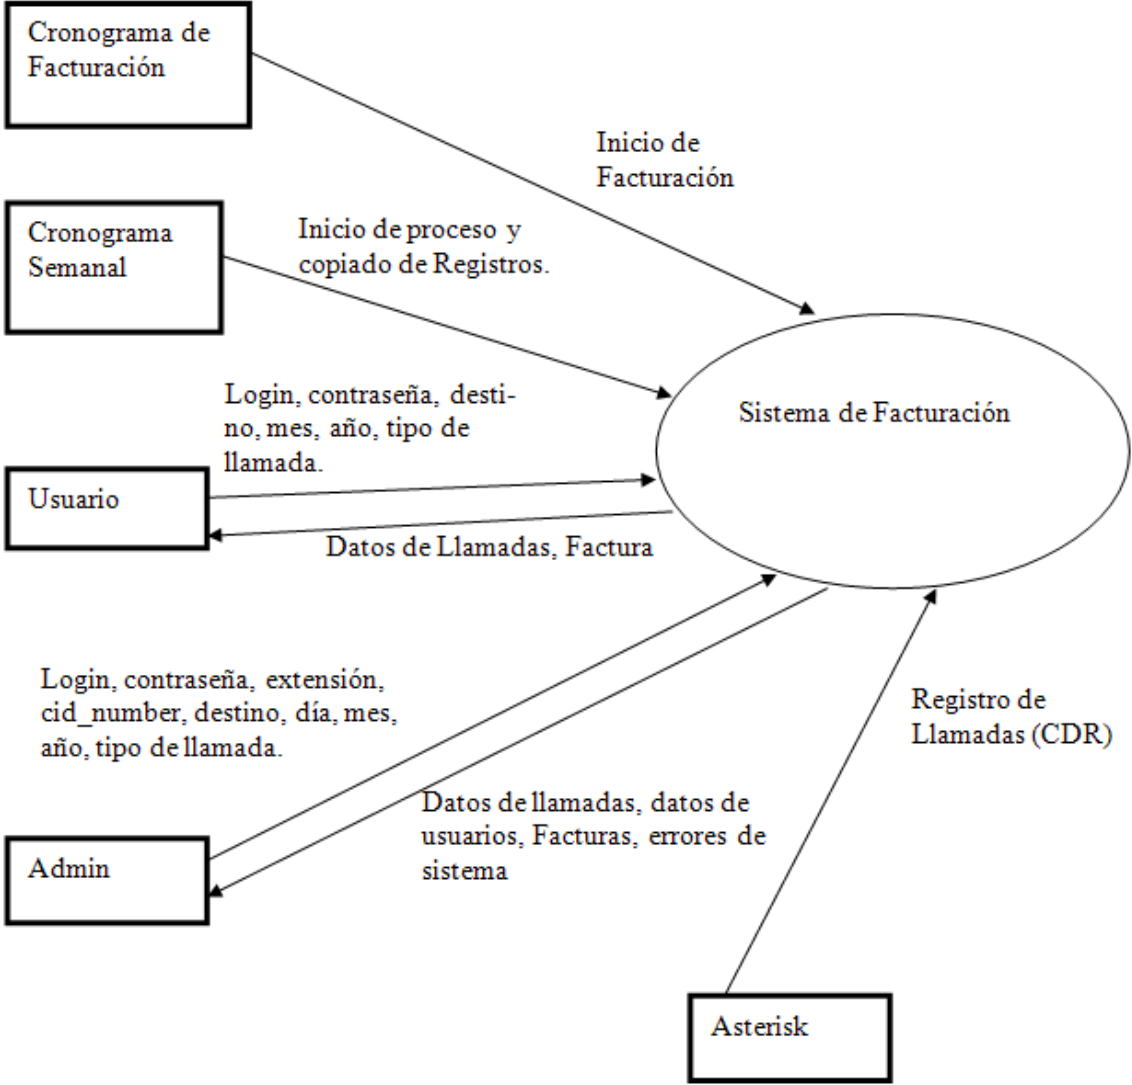 Cronograma de
Facturación
Inicio de
Facturación
Cronograma
Semanal
Inicio de proceso y
copiado de Registros.
Sistema de Facturación
Login, contraseña, desti-
no, mes, año, tipo de
llamada.
Usuario
Datos de Llamadas, Factura
Login, contraseña, extensión,
cid_number, destino, día, mes,
año, tipo de llamada.
Registro de
Llamadas (CDR)
Datos de llamadas, datos de
usuarios, Facturas, errores de
sistema
Admin
Asterisk